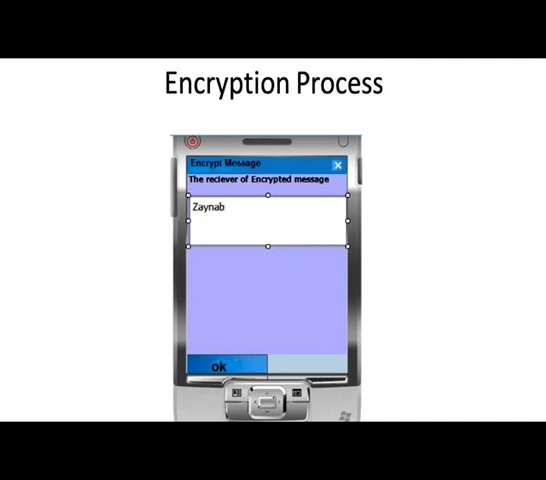 Encryption Process
Encrypt Message
The reciever of Encrypted message
Zaynab
ok